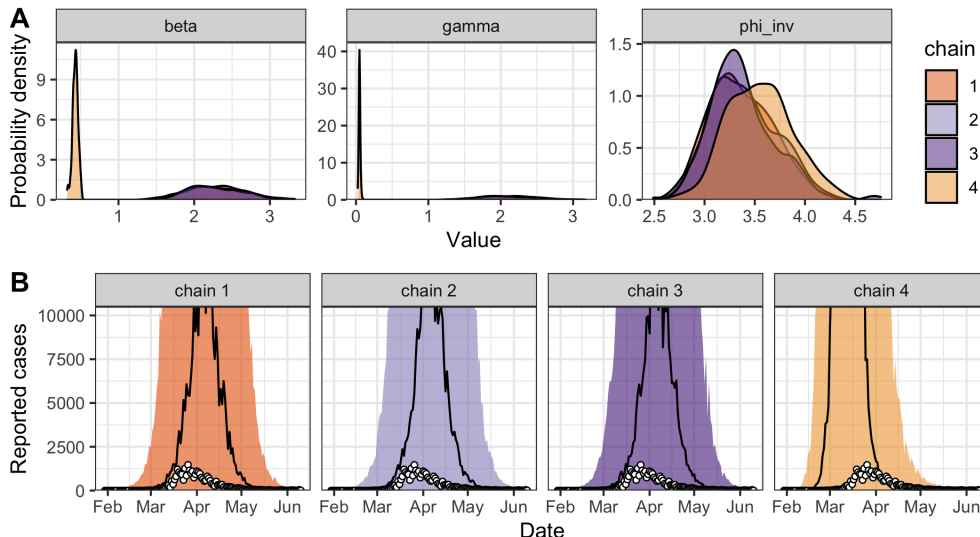 A
beta
gamma
phi_inv
Probability density
9
6
3
0
1
2
3
40
30
20
10
0
0
1
2
3
1.5
1.0
0.5
0.0
2.5
3.0
3.5
4.0
4.5
Value
chain
1
2
3
4
B
chain 1
chain 2
chain 3
chain 4
Reported cases
10000
7500
5000
2500
0
Feb Mar Apr May Jun
Feb Mar Apr May Jun
Feb Mar Apr May Jun
Feb Mar Apr May Jun
Date